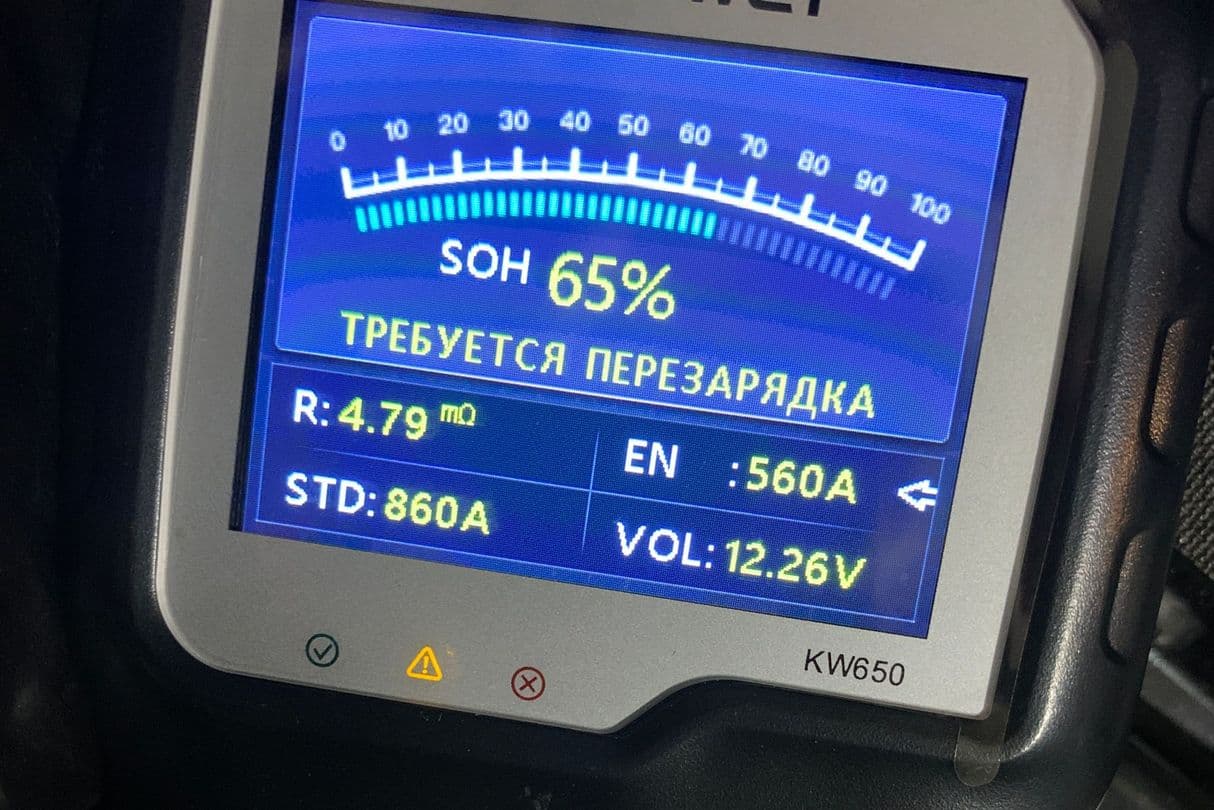 0 10 20 30 40 50 60 70 80 90 100
SOH 65%
ТРЕБУЕТСЯ ПЕРЕЗАРЯДКА
R: 4.79 mΩ
EN :560A
STD: 860A
VOL: 12.26V
KW650